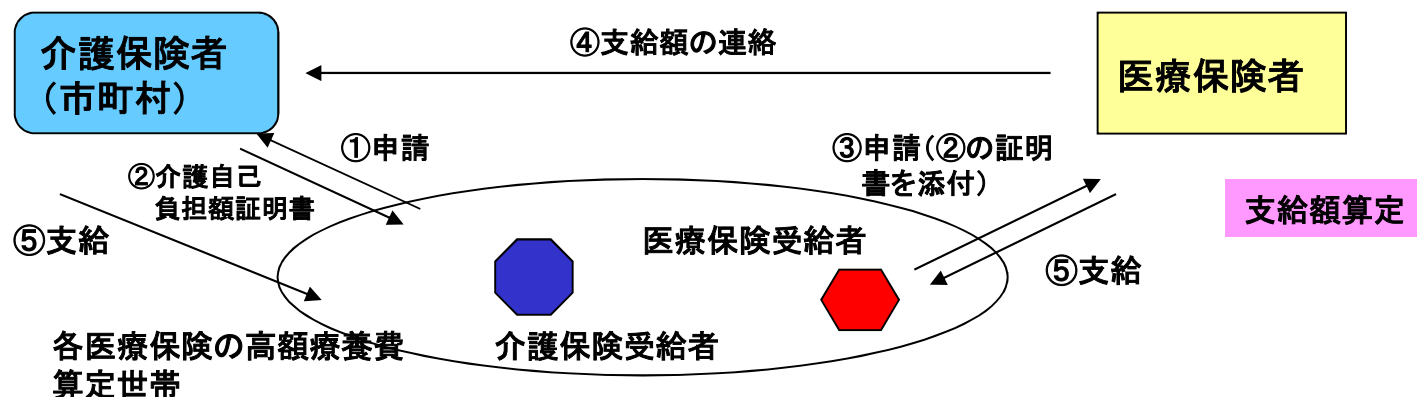 介護保険者
（市町村）
④支給額の連絡
医療保険者
①申請
②介護自己
負担額証明書
③申請（②の証明
書を添付）
支給額算定
⑤支給
医療保険受給者
⑤支給
介護保険受給者
各医療保険の高額療養費
算定世帯